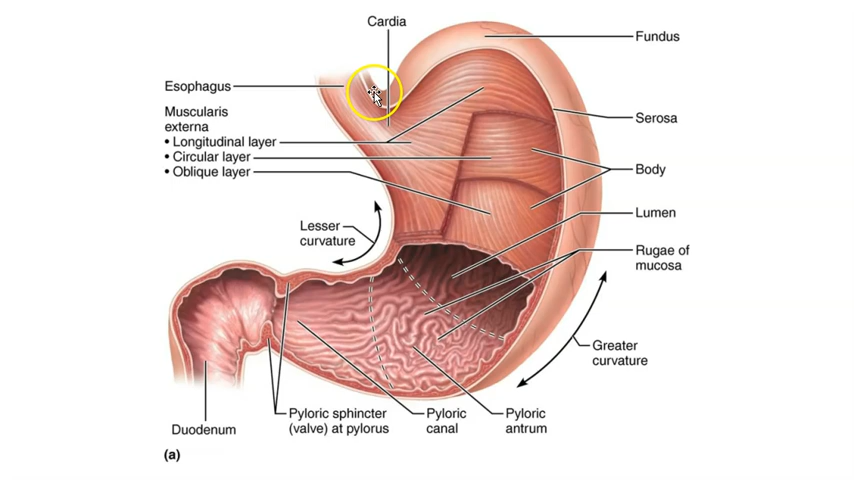 Cardia
Fundus
Esophagus
Muscularis
externa
• Longitudinal layer
• Circular layer
• Oblique layer
Serosa
Body
Lumen
Lesser
curvature
Rugae of
mucosa
Greater
curvature
Duodenum
Pyloric sphincter
(valve) at pylorus
Pyloric
canal
Pyloric
antrum
(a)